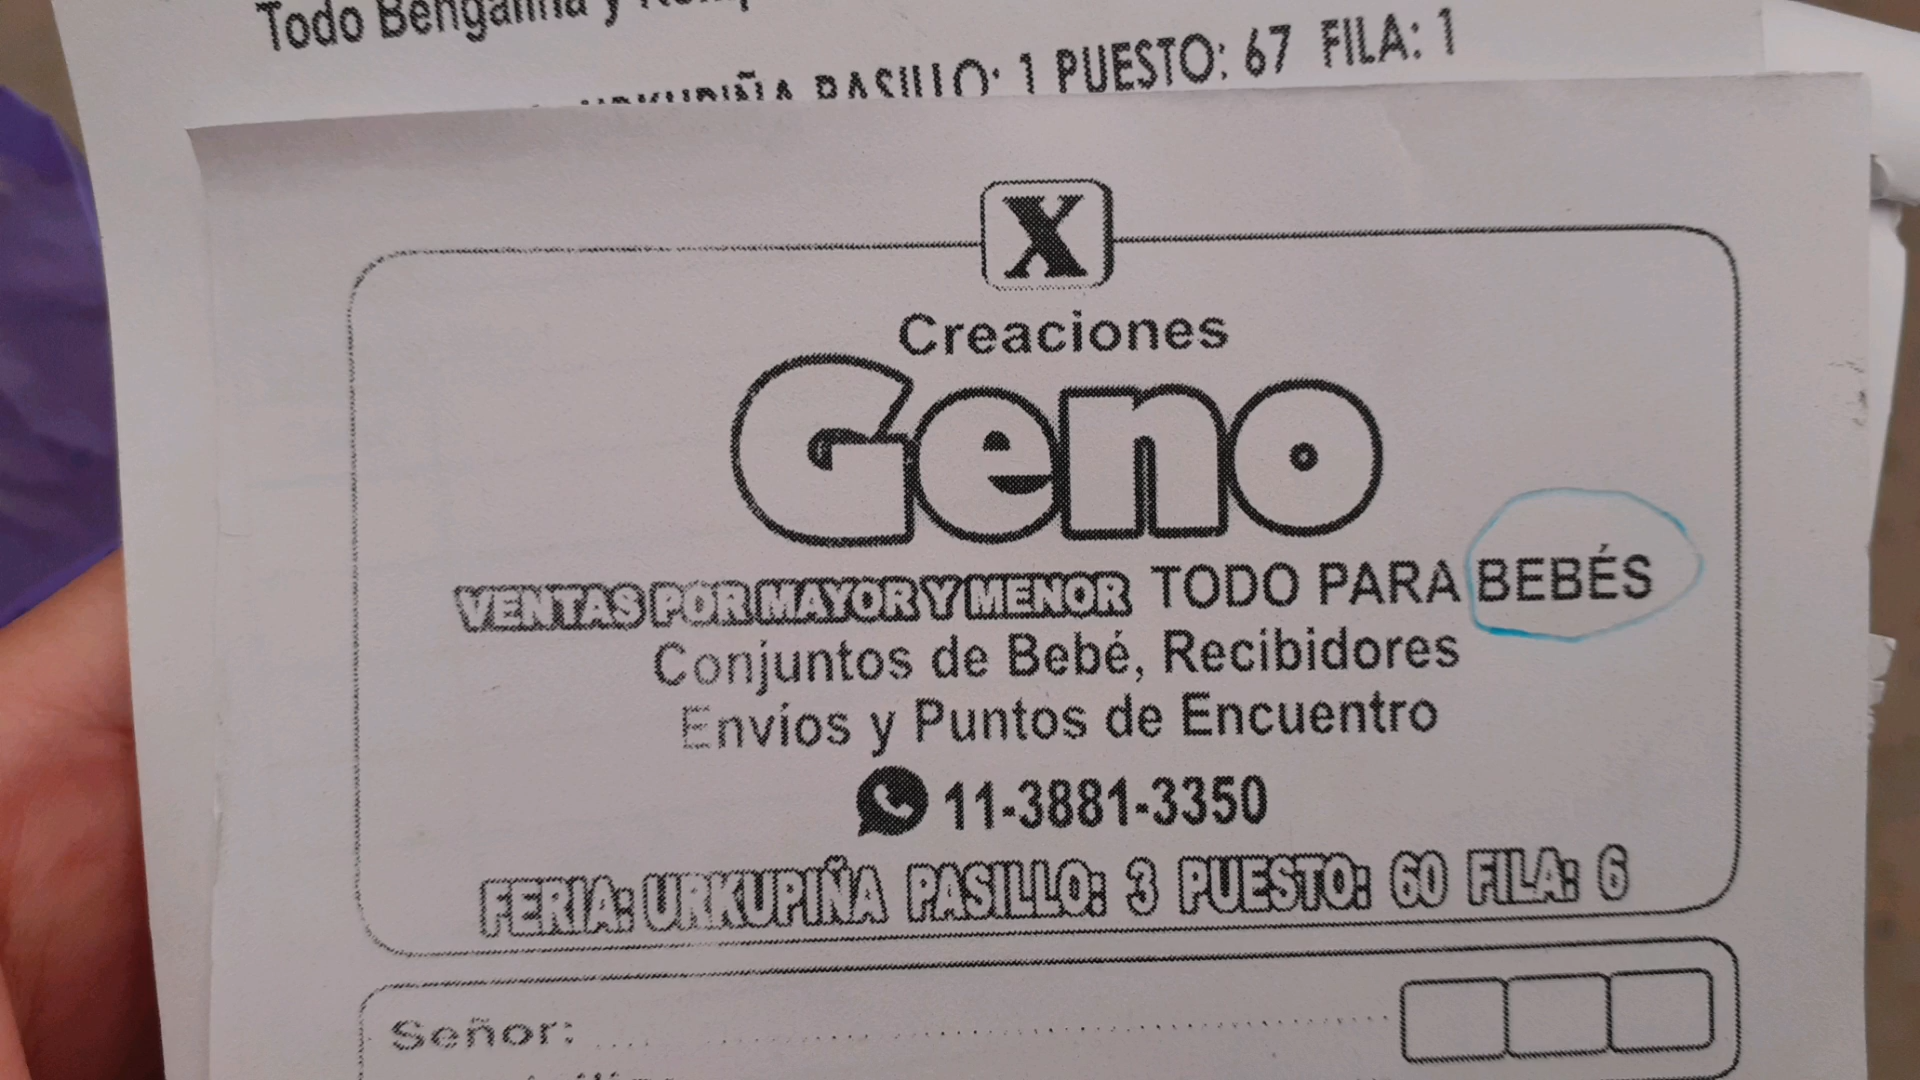 Todo Bengalina y
URKUPIÑA PASILLO: 1 PUESTO: 67 FILA: 1
X
Creaciones
Geno
VENTAS POR MAYOR Y MENOR TODO PARA BEBÉS
Conjuntos de Bebé, Recibidores
Envíos y Puntos de Encuentro
11-3881-3350
FERIA: URKUPIÑA PASILLO: 3 PUESTO: 60 FILA: 6
Señor: